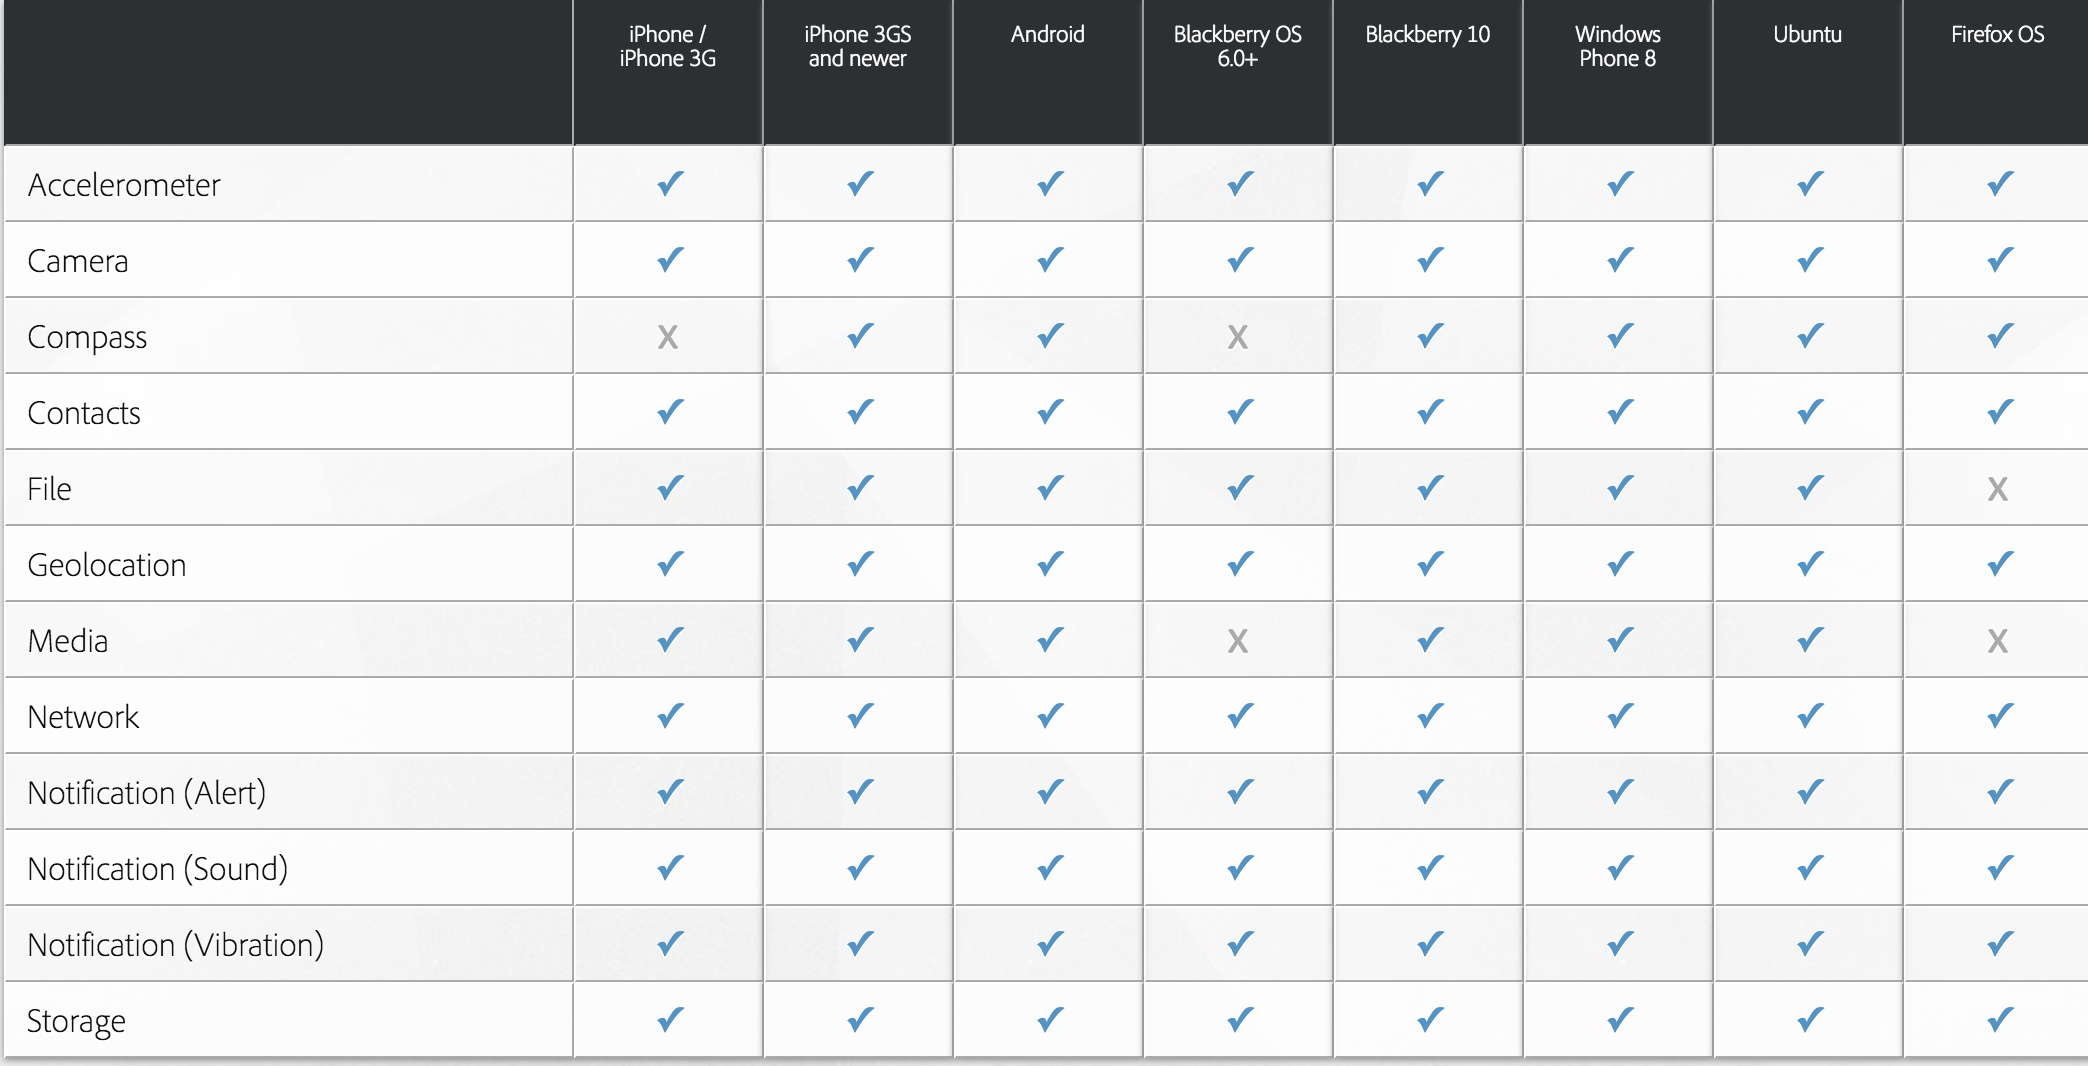 iPhone /
iPhone 3G
iPhone 3GS
and newer
Android
Blackberry OS
6.0+
Blackberry 10
Windows
Phone 8
Ubuntu
Firefox OS
Accelerometer
Camera
Compass X X
Contacts
File X
Geolocation
Media X X
Network
Notification (Alert)
Notification (Sound)
Notification (Vibration)
Storage